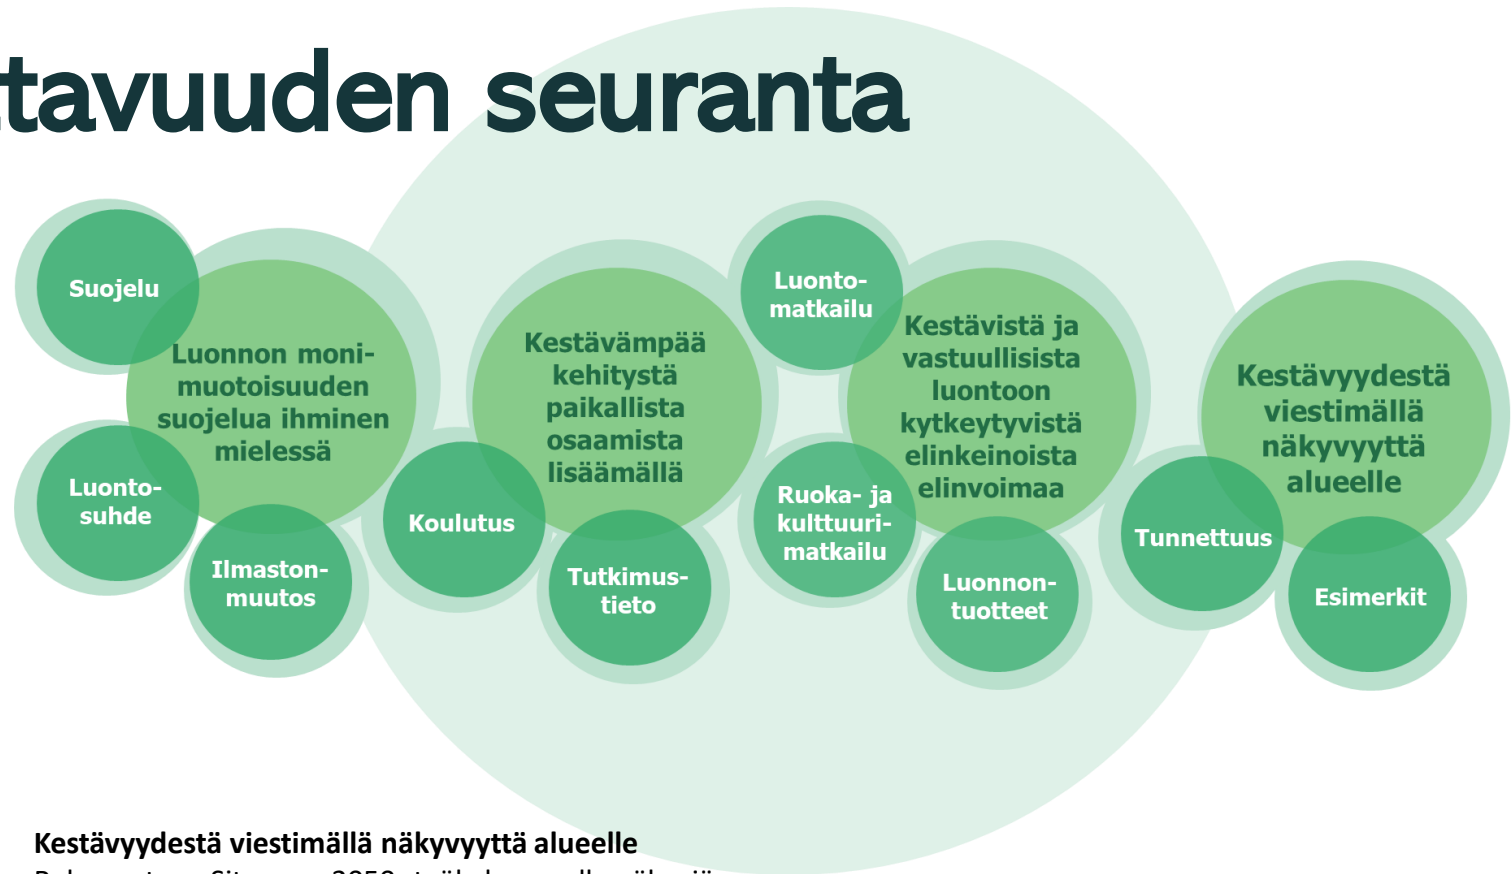 tavuuden seuranta
Suojelu
Luonnon moni-
muotoisuuden
suojelua ihminen
mielessä
Luonto-
suhde
Ilmaston-
muutos
Kestävämpää
kehitystä
paikallista
osaamista
lisäämällä
Koulutus
Tutkimus-
tieto
Luonto-
matkailu
Kestävistä ja
vastuullisista
luontoon
kytkeytyvistä
elinkeinoista
elinvoimaa
Ruoka- ja
kulttuuri-
matkailu
Luonnon-
tuotteet
Kestävyydestä
viestimällä
näkyvyyttä
alueelle
Tunnettuus
Esimerkit
Kestävyydestä viestimällä näkyvyyttä alueelle